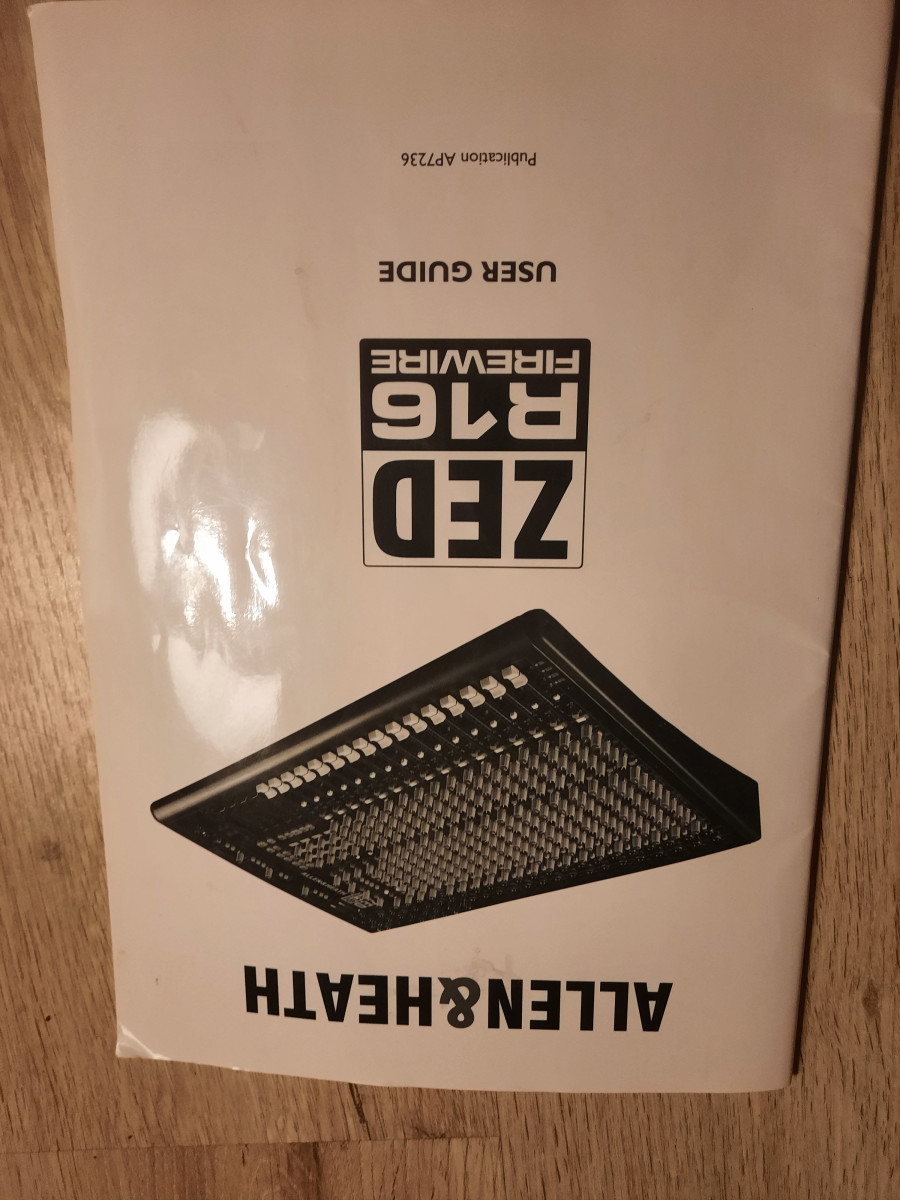 ALLEN&HEATH
ZED
R16
FIREWIRE
USER GUIDE
Publication AP7236